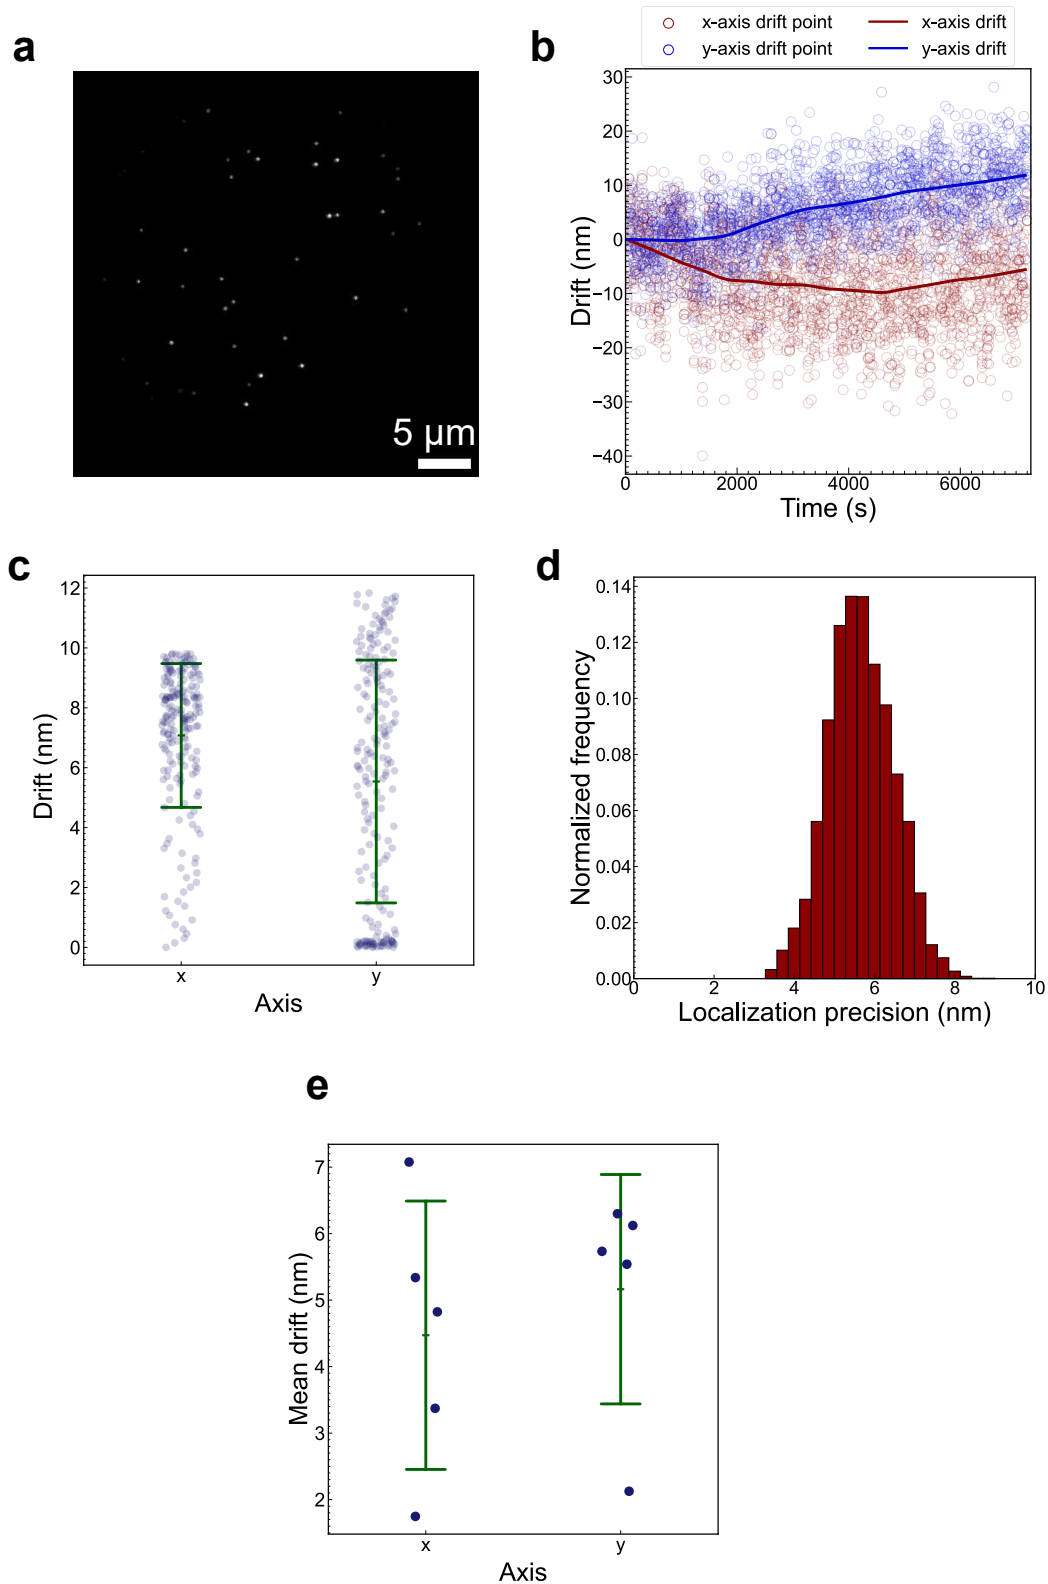 a
5 μm
b
x-axis drift point
x-axis drift
y-axis drift point
y-axis drift
30
20
10
0
−10
−20
−30
−40
Drift (nm)
0 2000 4000 6000
Time (s)
c
12
10
8
6
4
2
0
Drift (nm)
x y
Axis
d
0.14
0.12
0.10
0.08
0.06
0.04
0.02
0.00
Normalized frequency
0 2 4 6 8 10
Localization precision (nm)
e
7
6
5
4
3
2
Mean drift (nm)
x y
Axis